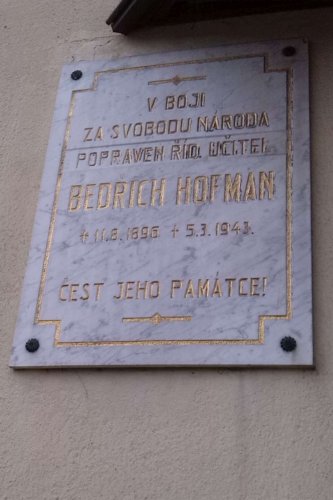 V BOJI
ZA SVOBODU NÁRODA
POPRAVEN ŘÍD. UČITEL
BEDŘICH HOFMAN
11.8.1896 ✝ 5.3.1943.
ČEST JEHO PAMÁTCE!